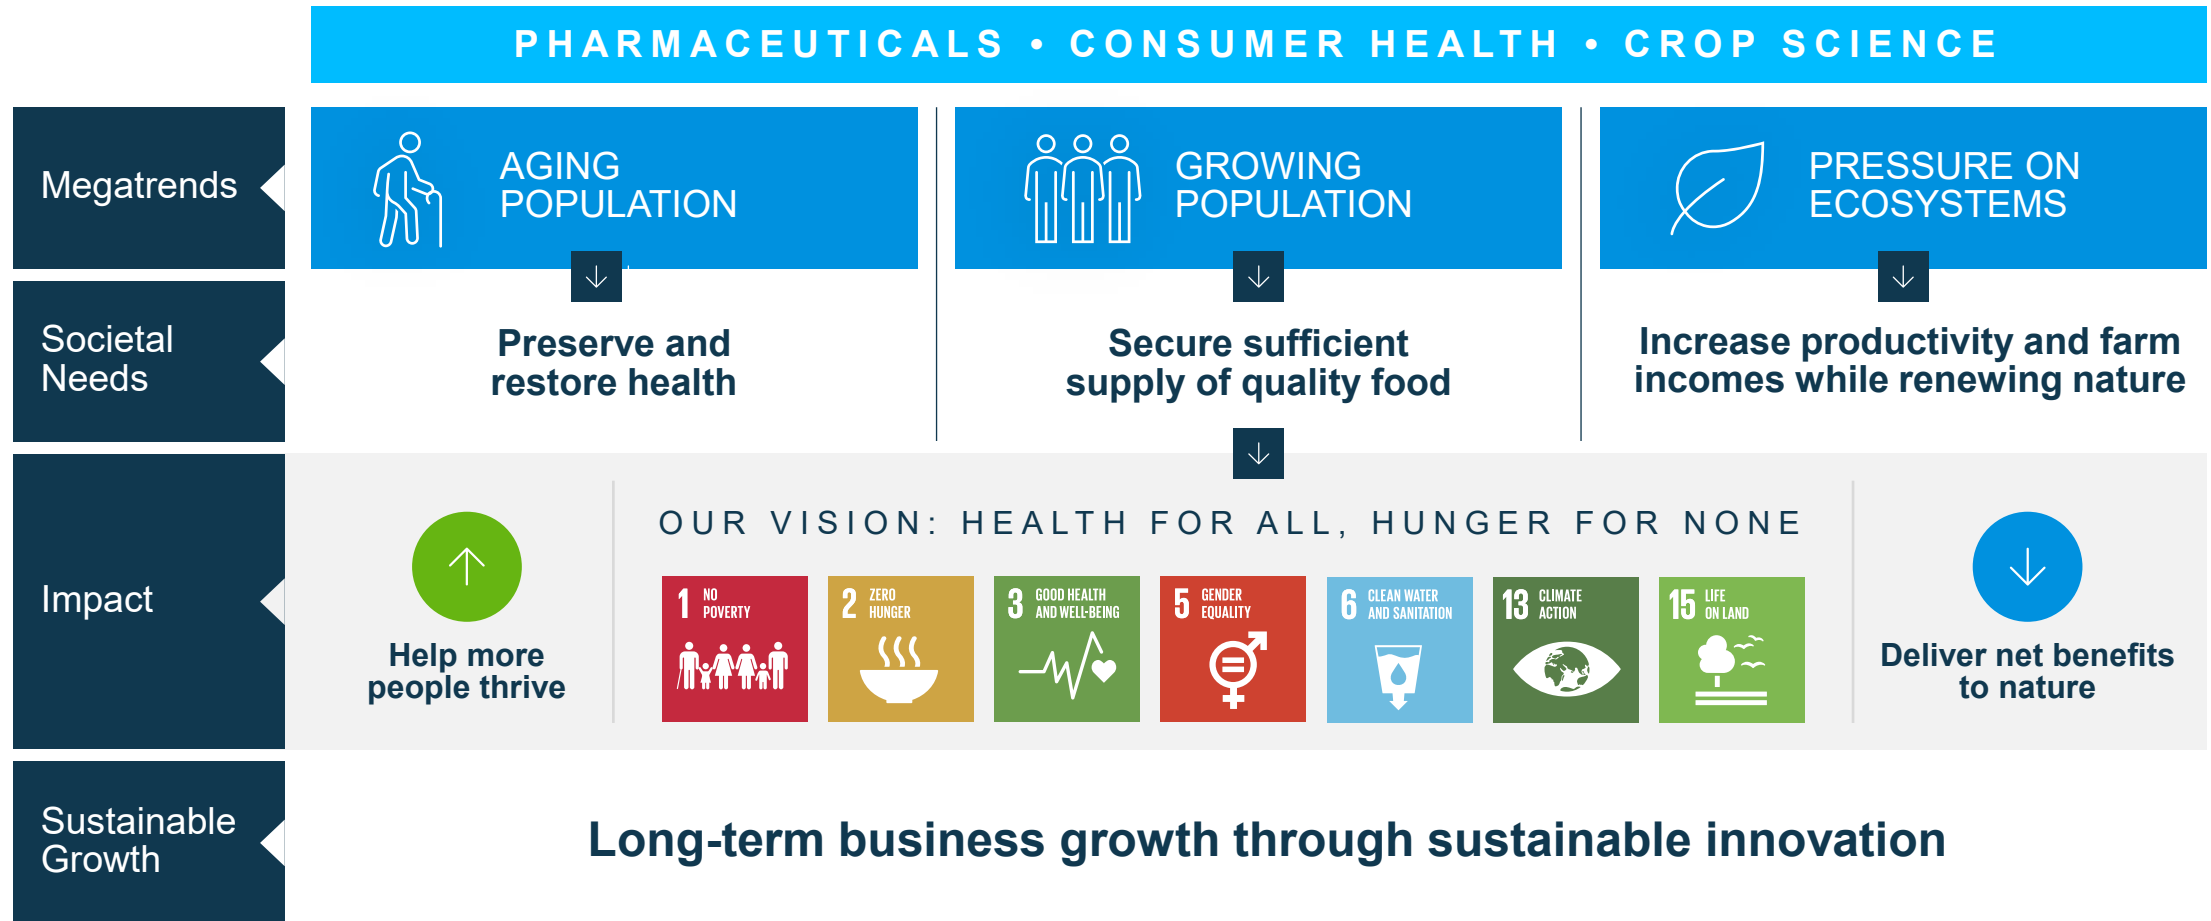 PHARMACEUTICALS • CONSUMER HEALTH • CROP SCIENCE
Megatrends
AGING
POPULATION
GROWING
POPULATION
PRESSURE ON
ECOSYSTEMS
Societal
Needs
Preserve and
restore health
Secure sufficient
supply of quality food
Increase productivity and farm
incomes while renewing nature
Impact
Help more
people thrive
OUR VISION: HEALTH FOR ALL, HUNGER FOR NONE
1 NO
POVERTY
2 ZERO
HUNGER
3 GOOD HEALTH
AND WELL-BEING
5 GENDER
EQUALITY
6 CLEAN WATER
AND SANITATION
13 CLIMATE
ACTION
15 LIFE
ON LAND
Deliver net benefits
to nature
Sustainable
Growth
Long-term business growth through sustainable innovation